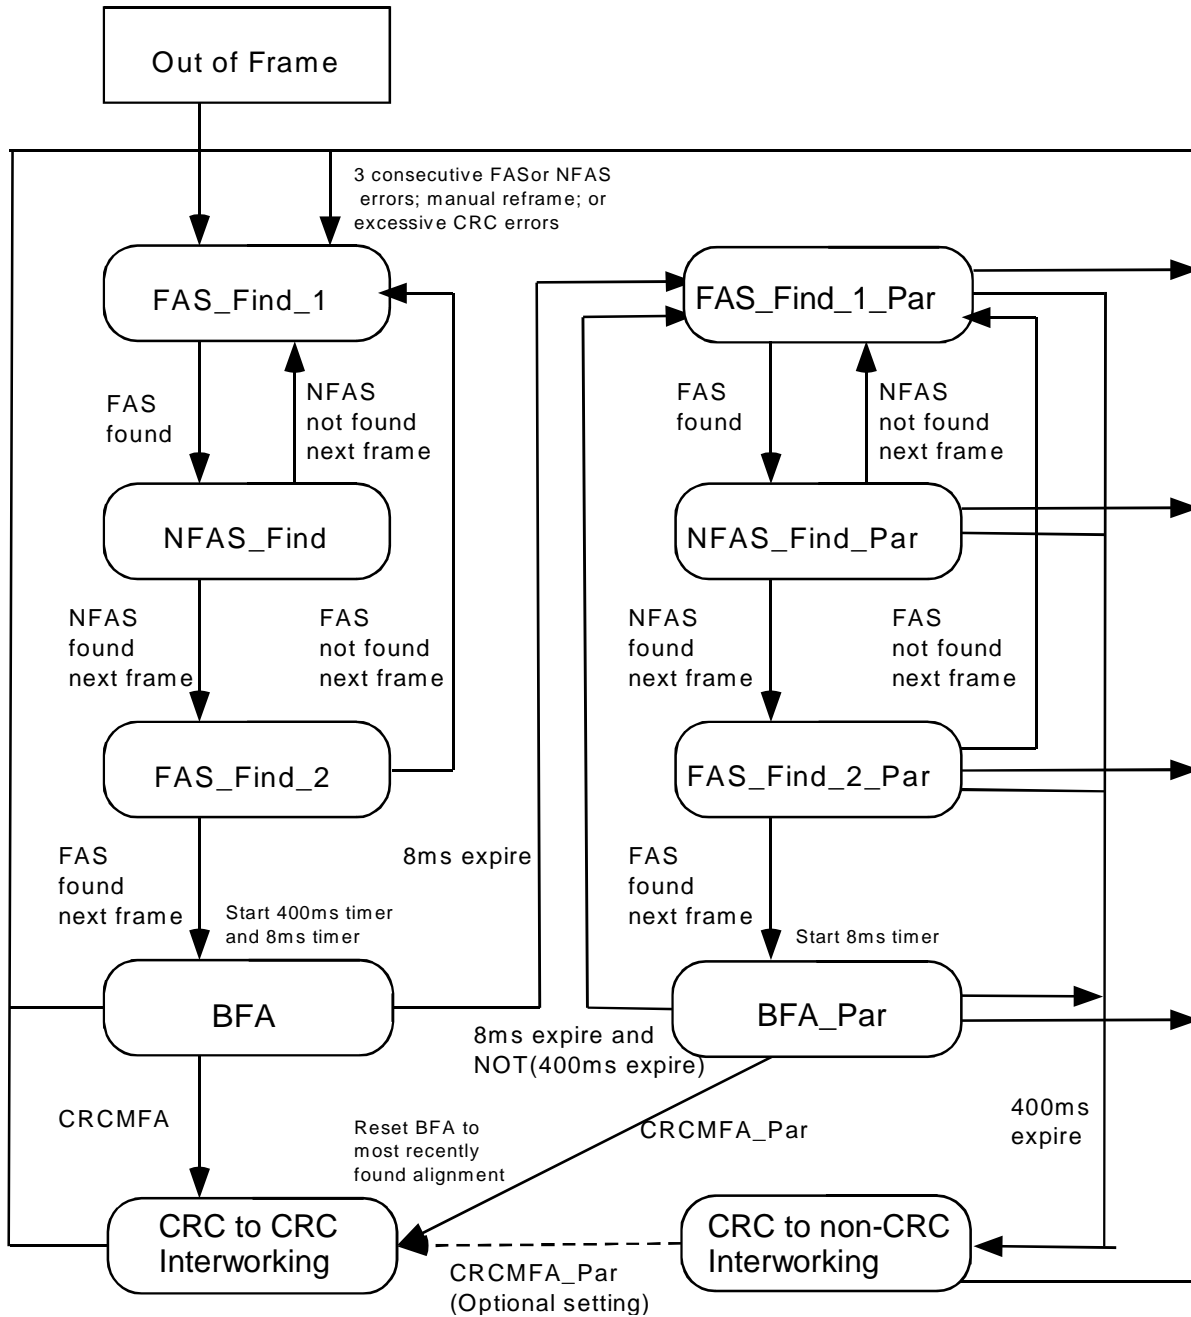 Out of Frame
3 consecutive FASor NFAS
errors; manual reframe; or
excessive CRC errors
FAS_Find_1
FAS_Find_1_Par
FAS
found
NFAS
not found
next frame
FAS
found
NFAS
not found
next frame
NFAS_Find
NFAS_Find_Par
NFAS
found
next frame
FAS
not found
next frame
NFAS
found
next frame
FAS
not found
next frame
FAS_Find_2
FAS_Find_2_Par
FAS
found
next frame
8ms expire
FAS
found
next frame
Start 400ms timer
and 8ms timer
Start 8ms timer
BFA
BFA_Par
8ms expire and
NOT(400ms expire)
CRCMFA
Reset BFA to
most recently
found alignment
CRCMFA_Par
400ms
expire
CRC to CRC
Interworking
CRC to non-CRC
Interworking
CRCMFA_Par
(Optional setting)